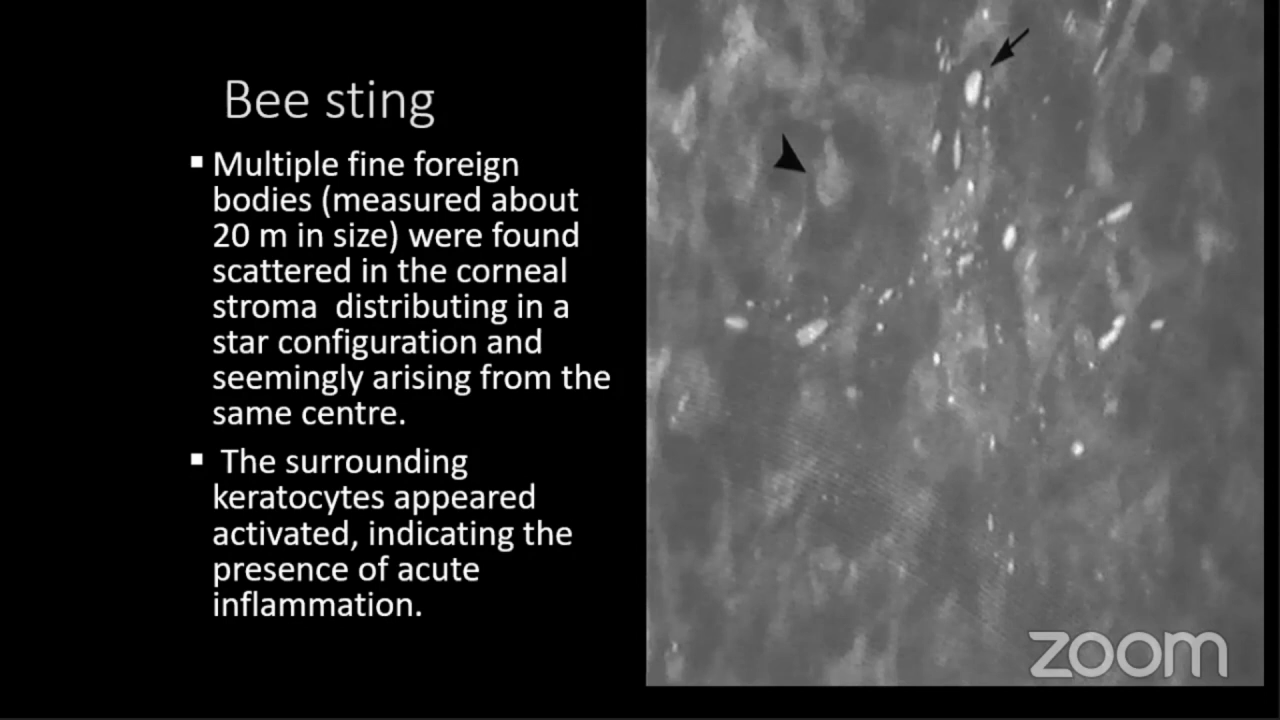 Bee sting
▪ Multiple fine foreign
bodies (measured about
20 m in size) were found
scattered in the corneal
stroma distributing in a
star configuration and
seemingly arising from the
same centre.
▪ The surrounding
keratocytes appeared
activated, indicating the
presence of acute
inflammation.
zoom